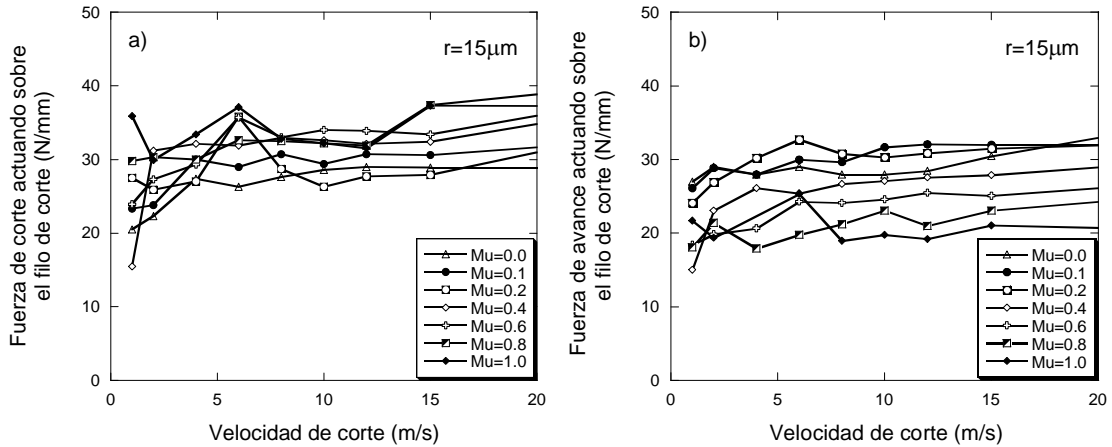 a)
r=15μm
Fuerza de corte actuando sobre
el filo de corte (N/mm)
50
40
30
20
10
0
Mu=0.0
Mu=0.1
Mu=0.2
Mu=0.4
Mu=0.6
Mu=0.8
Mu=1.0
0
5
10
15
20
Velocidad de corte (m/s)
b)
r=15μm
Fuerza de avance actuando sobre
el filo de corte (N/mm)
50
40
30
20
10
0
Mu=0.0
Mu=0.1
Mu=0.2
Mu=0.4
Mu=0.6
Mu=0.8
Mu=1.0
0
5
10
15
20
Velocidad de corte (m/s)